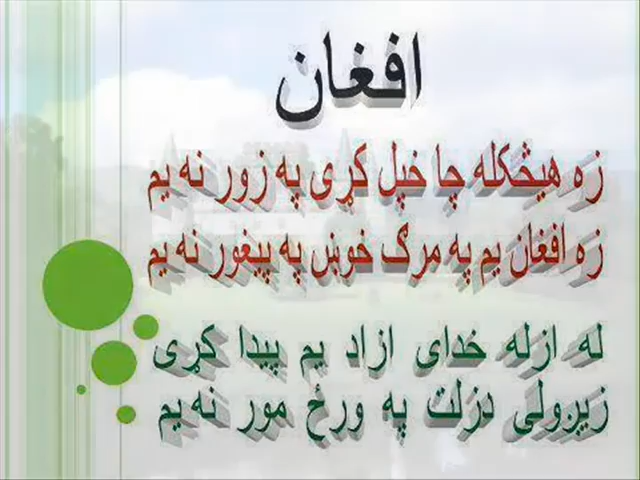 افغان
زه هيڅکله چا خپل کړی په زور نه يم
زه افغان يم په مرګ خوښ په پيغور نه يم
له ازله خدای ازاد يم پيدا کړی
زيږولی دزلت په ورځ مور نه يم